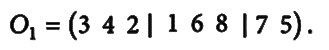 O₁ = (3 4 2 | 1 6 8 | 7 5).